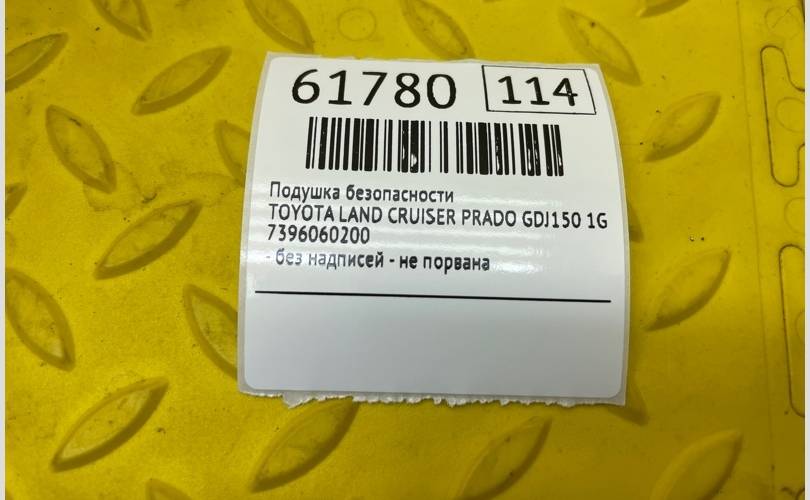 61780 114
Подушка безопасности
TOYOTA LAND CRUISER PRADO GDJ150 1G
7396060200
- без надписей - не порвана